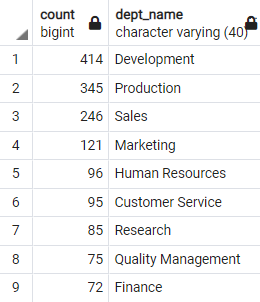 count dept_name
bigint character varying (40)
1 414 Development
2 345 Production
3 246 Sales
4 121 Marketing
5 96 Human Resources
6 95 Customer Service
7 85 Research
8 75 Quality Management
9 72 Finance